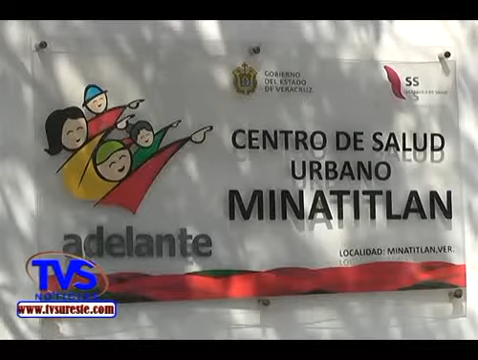 GOBIERNO
DEL ESTADO
DE VERACRUZ
SS
CENTRO DE SALUD
URBANO
MINATITLAN
adelante
LOCALIDAD: MINATITLAN,VER.
TVS
NOTICIAS
www.tvsureste.com